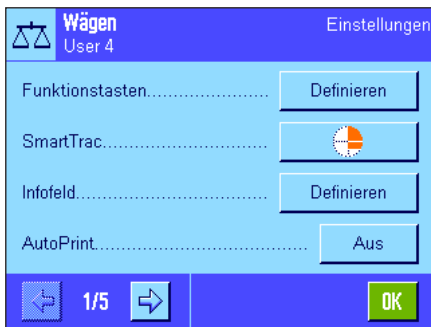 Wägen
Einstellungen
User 4
Funktionstasten.......................... Definieren
SmartTrac..................................
Infofeld....................................... Definieren
AutoPrint............................................ Aus
1/5
OK